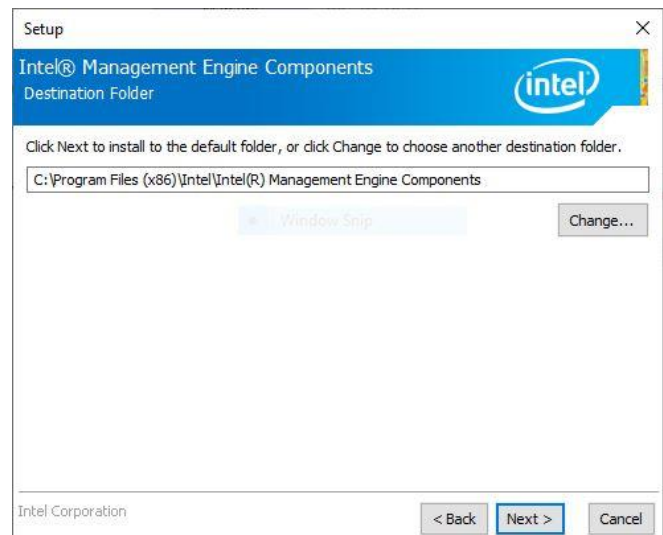 Setup
Intel® Management Engine Components
Destination Folder
intel
Click Next to install to the default folder, or click Change to choose another destination folder.
C:\Program Files (x86)\Intel\Intel(R) Management Engine Components
Window Snip
Change...
Intel Corporation
< Back
Next >
Cancel